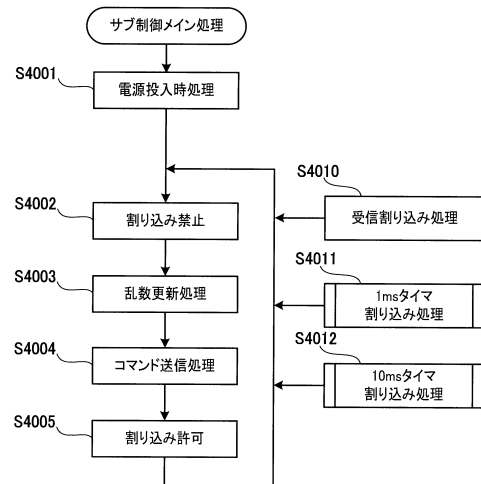 サブ制御メイン処理
S4001
電源投入時処理
S4002
割り込み禁止
S4003
乱数更新処理
S4004
コマンド送信処理
S4005
割り込み許可
S4010
受信割り込み処理
S4011
1msタイマ
割り込み処理
S4012
10msタイマ
割り込み処理